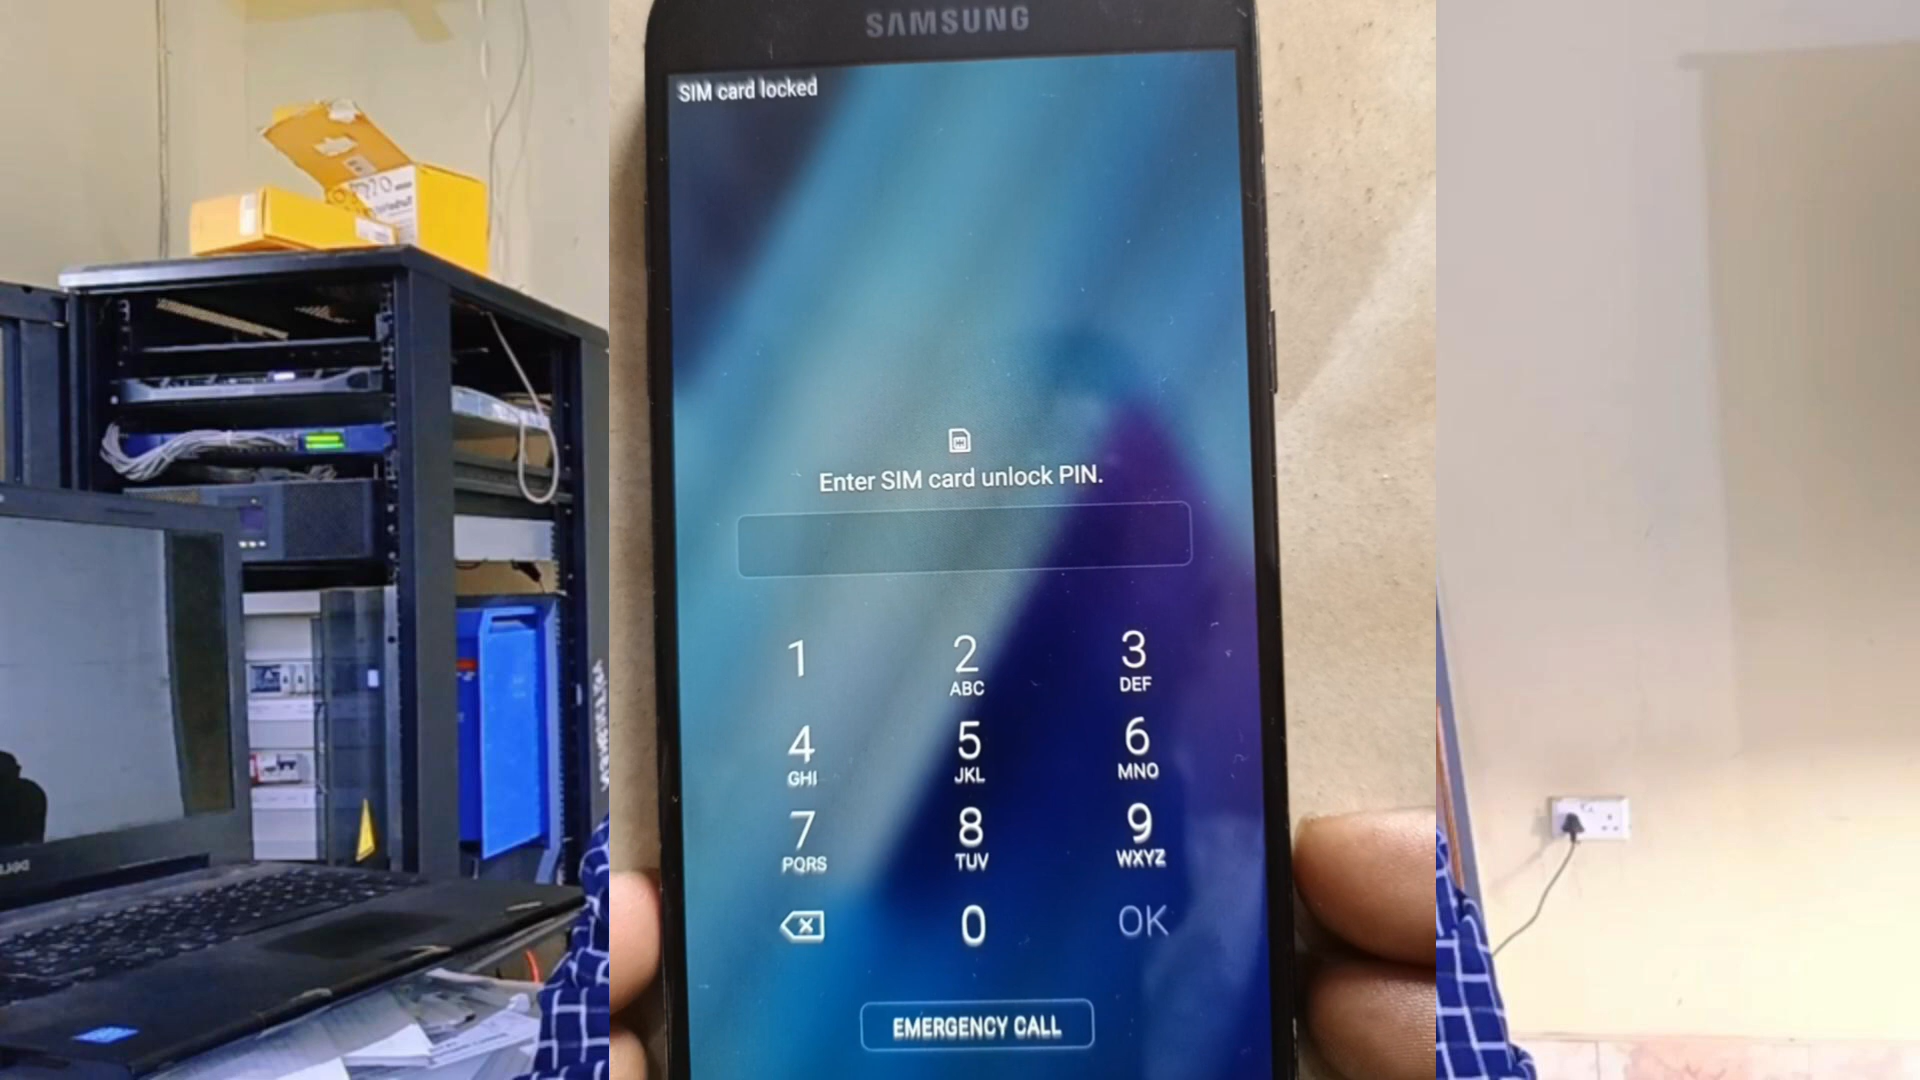 SAMSUNG
SIM card locked
Enter SIM card unlock PIN.
1
2
3
ABC
DEF
4
5
6
GHI
JKL
MNO
7
8
9
PQRS
TUV
WXYZ
0
OK
EMERGENCY CALL